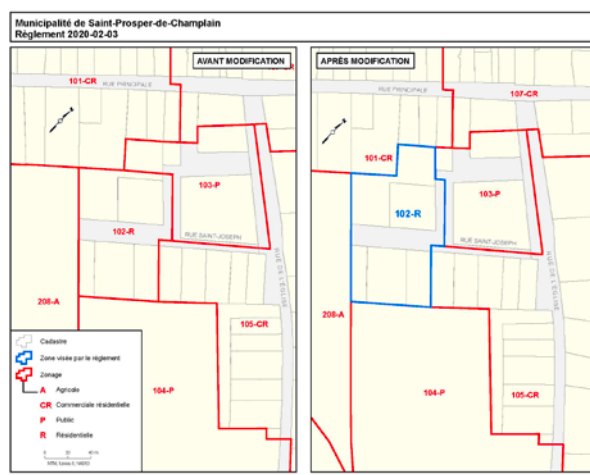 Municipalité de Saint-Prosper-de-Champlain
Règlement 2020-02-03
AVANT MODIFICATION
101-CR
RUE PRINCIPALE
103-P
102-R
RUE SAINT-JOSEPH
RUE DE L'ÉGLISE
208-A
105-CR
104-P
Cadastre
Zone visée par le règlement
Zonage
A Agricole
CR Commerciale résidentielle
P Public
R Résidentielle
APRÈS MODIFICATION
RUE PRINCIPALE
107-CR
101-CR
103-P
102-R
RUE SAINT-JOSEPH
RUE DE L'ÉGLISE
208-A
104-P
105-CR